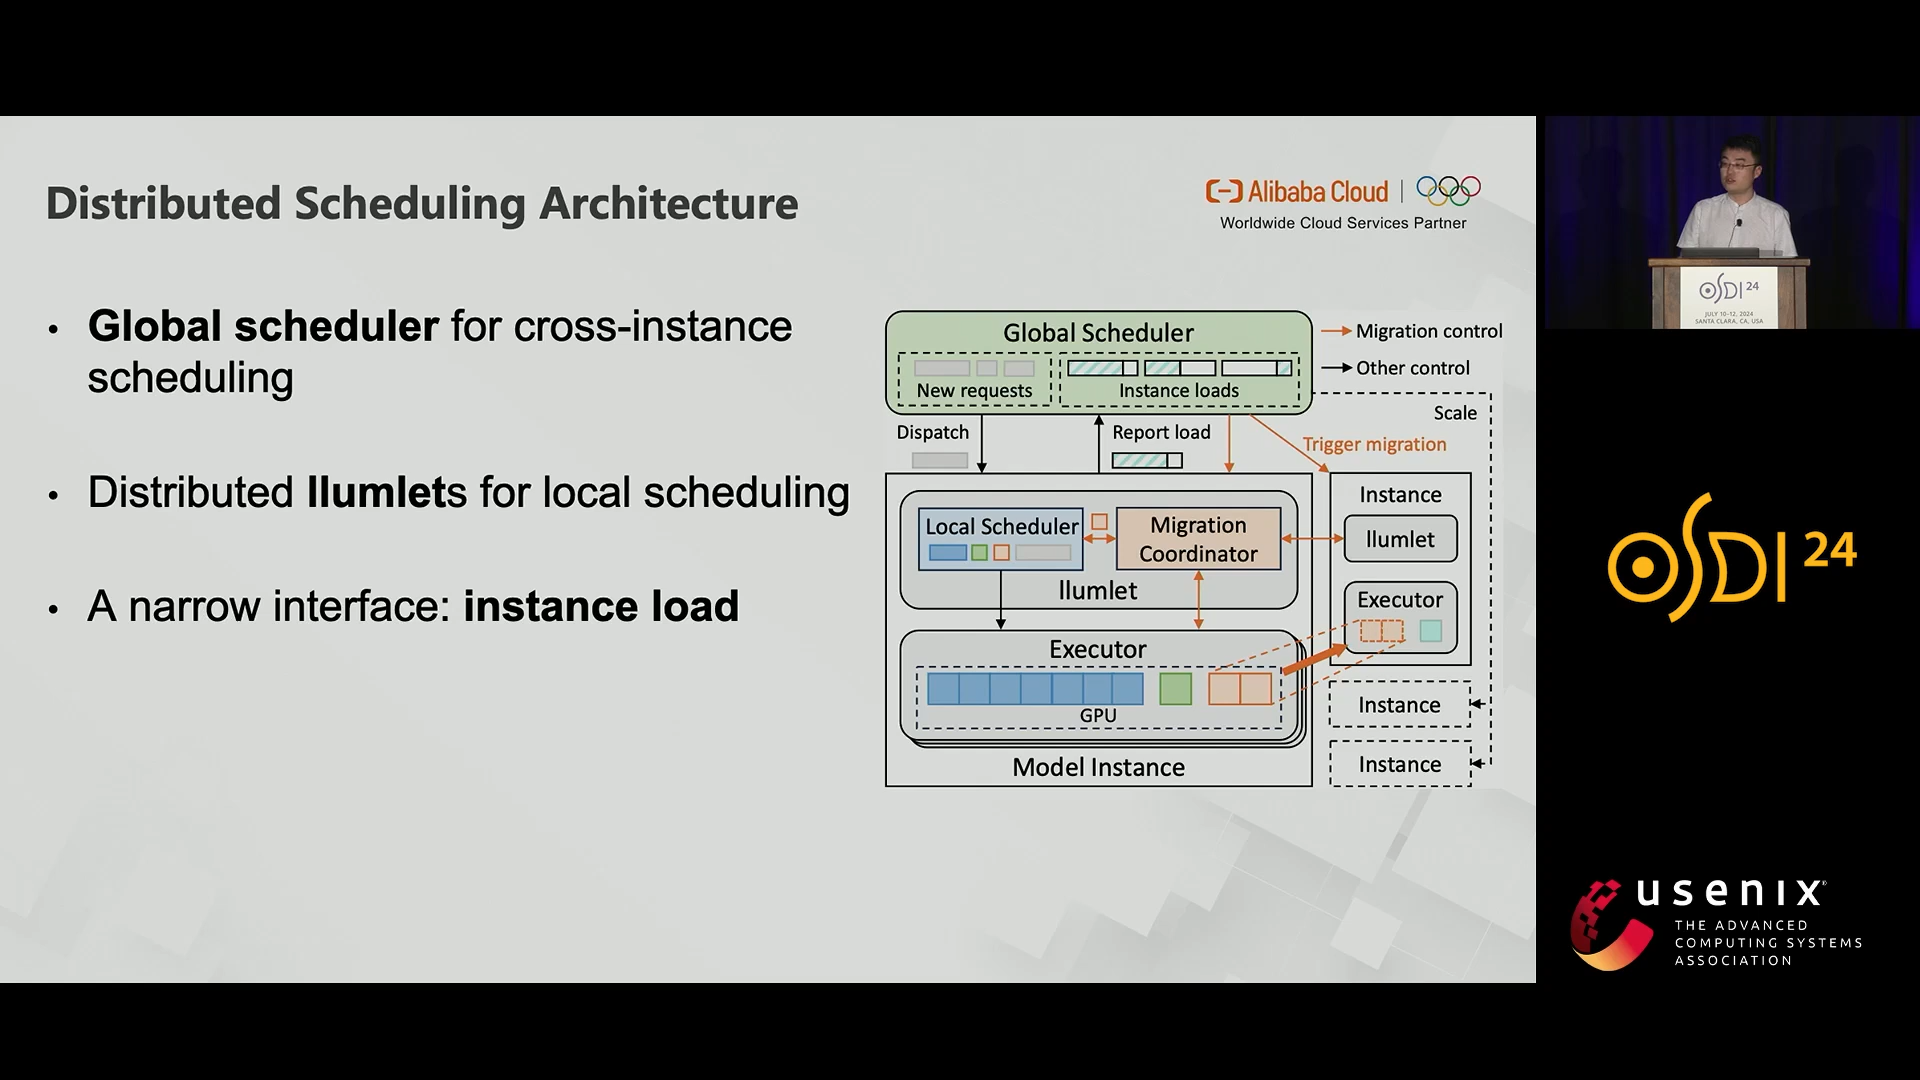 Distributed Scheduling Architecture
Alibaba Cloud
Worldwide Cloud Services Partner
• Global scheduler for cross-instance
scheduling
• Distributed llumlets for local scheduling
• A narrow interface: instance load
Global Scheduler
New requests
Instance loads
Migration control
Other control
Scale
Dispatch
Report load
Trigger migration
Local Scheduler
Migration
Coordinator
llumlet
Executor
GPU
Model Instance
Instance
llumlet
Executor
Instance
Instance
OSDI 24
JULY 10-12, 2024
SANTA CLARA, CA, USA
OSDI 24
usenix
THE ADVANCED
COMPUTING SYSTEMS
ASSOCIATION